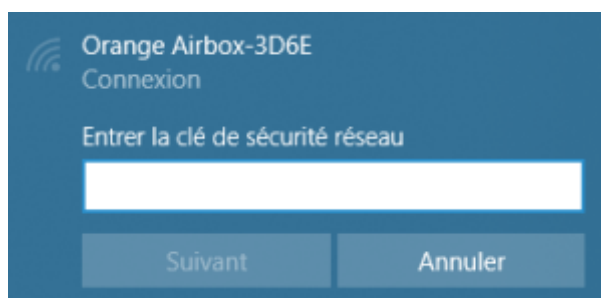 Orange Airbox-3D6E
Connexion
Entrer la clé de sécurité réseau
Suivant
Annuler